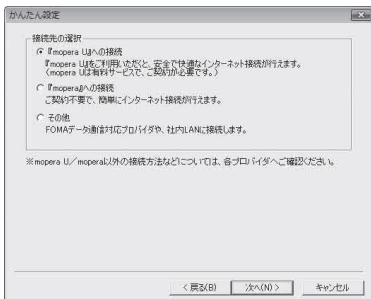 かんたん設定
接続先の選択
『mopera U』への接続
『mopera U』をご利用いただくと、安全で快適なインターネット接続が行えます。
(mopera Uは有料サービスで、ご契約が必要です。)
『mopera』への接続
ご契約不要で、簡単にインターネット接続が行えます。
その他
FOMAデータ通信対応プロバイダや、社内LANに接続します。
※mopera U／mopera以外の接続方法などについては、各プロバイダへご確認ください。
< 戻る(B)
次へ(N) >
キャンセル